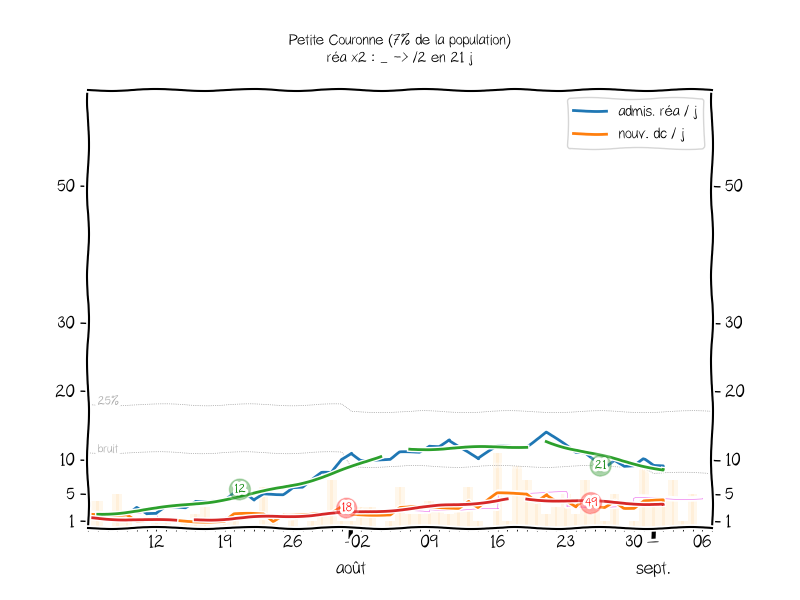 Petite Couronne (7% de la population)
réa x2 : _ -> /2 en 21 j
admis. réa / j
nouv. dc / j
50 50
30 30
20 20
25%
bruit
10 10
5 5
1 1
12
18
21
49
12 19 26 02 09 16 23 30 06
août sept.